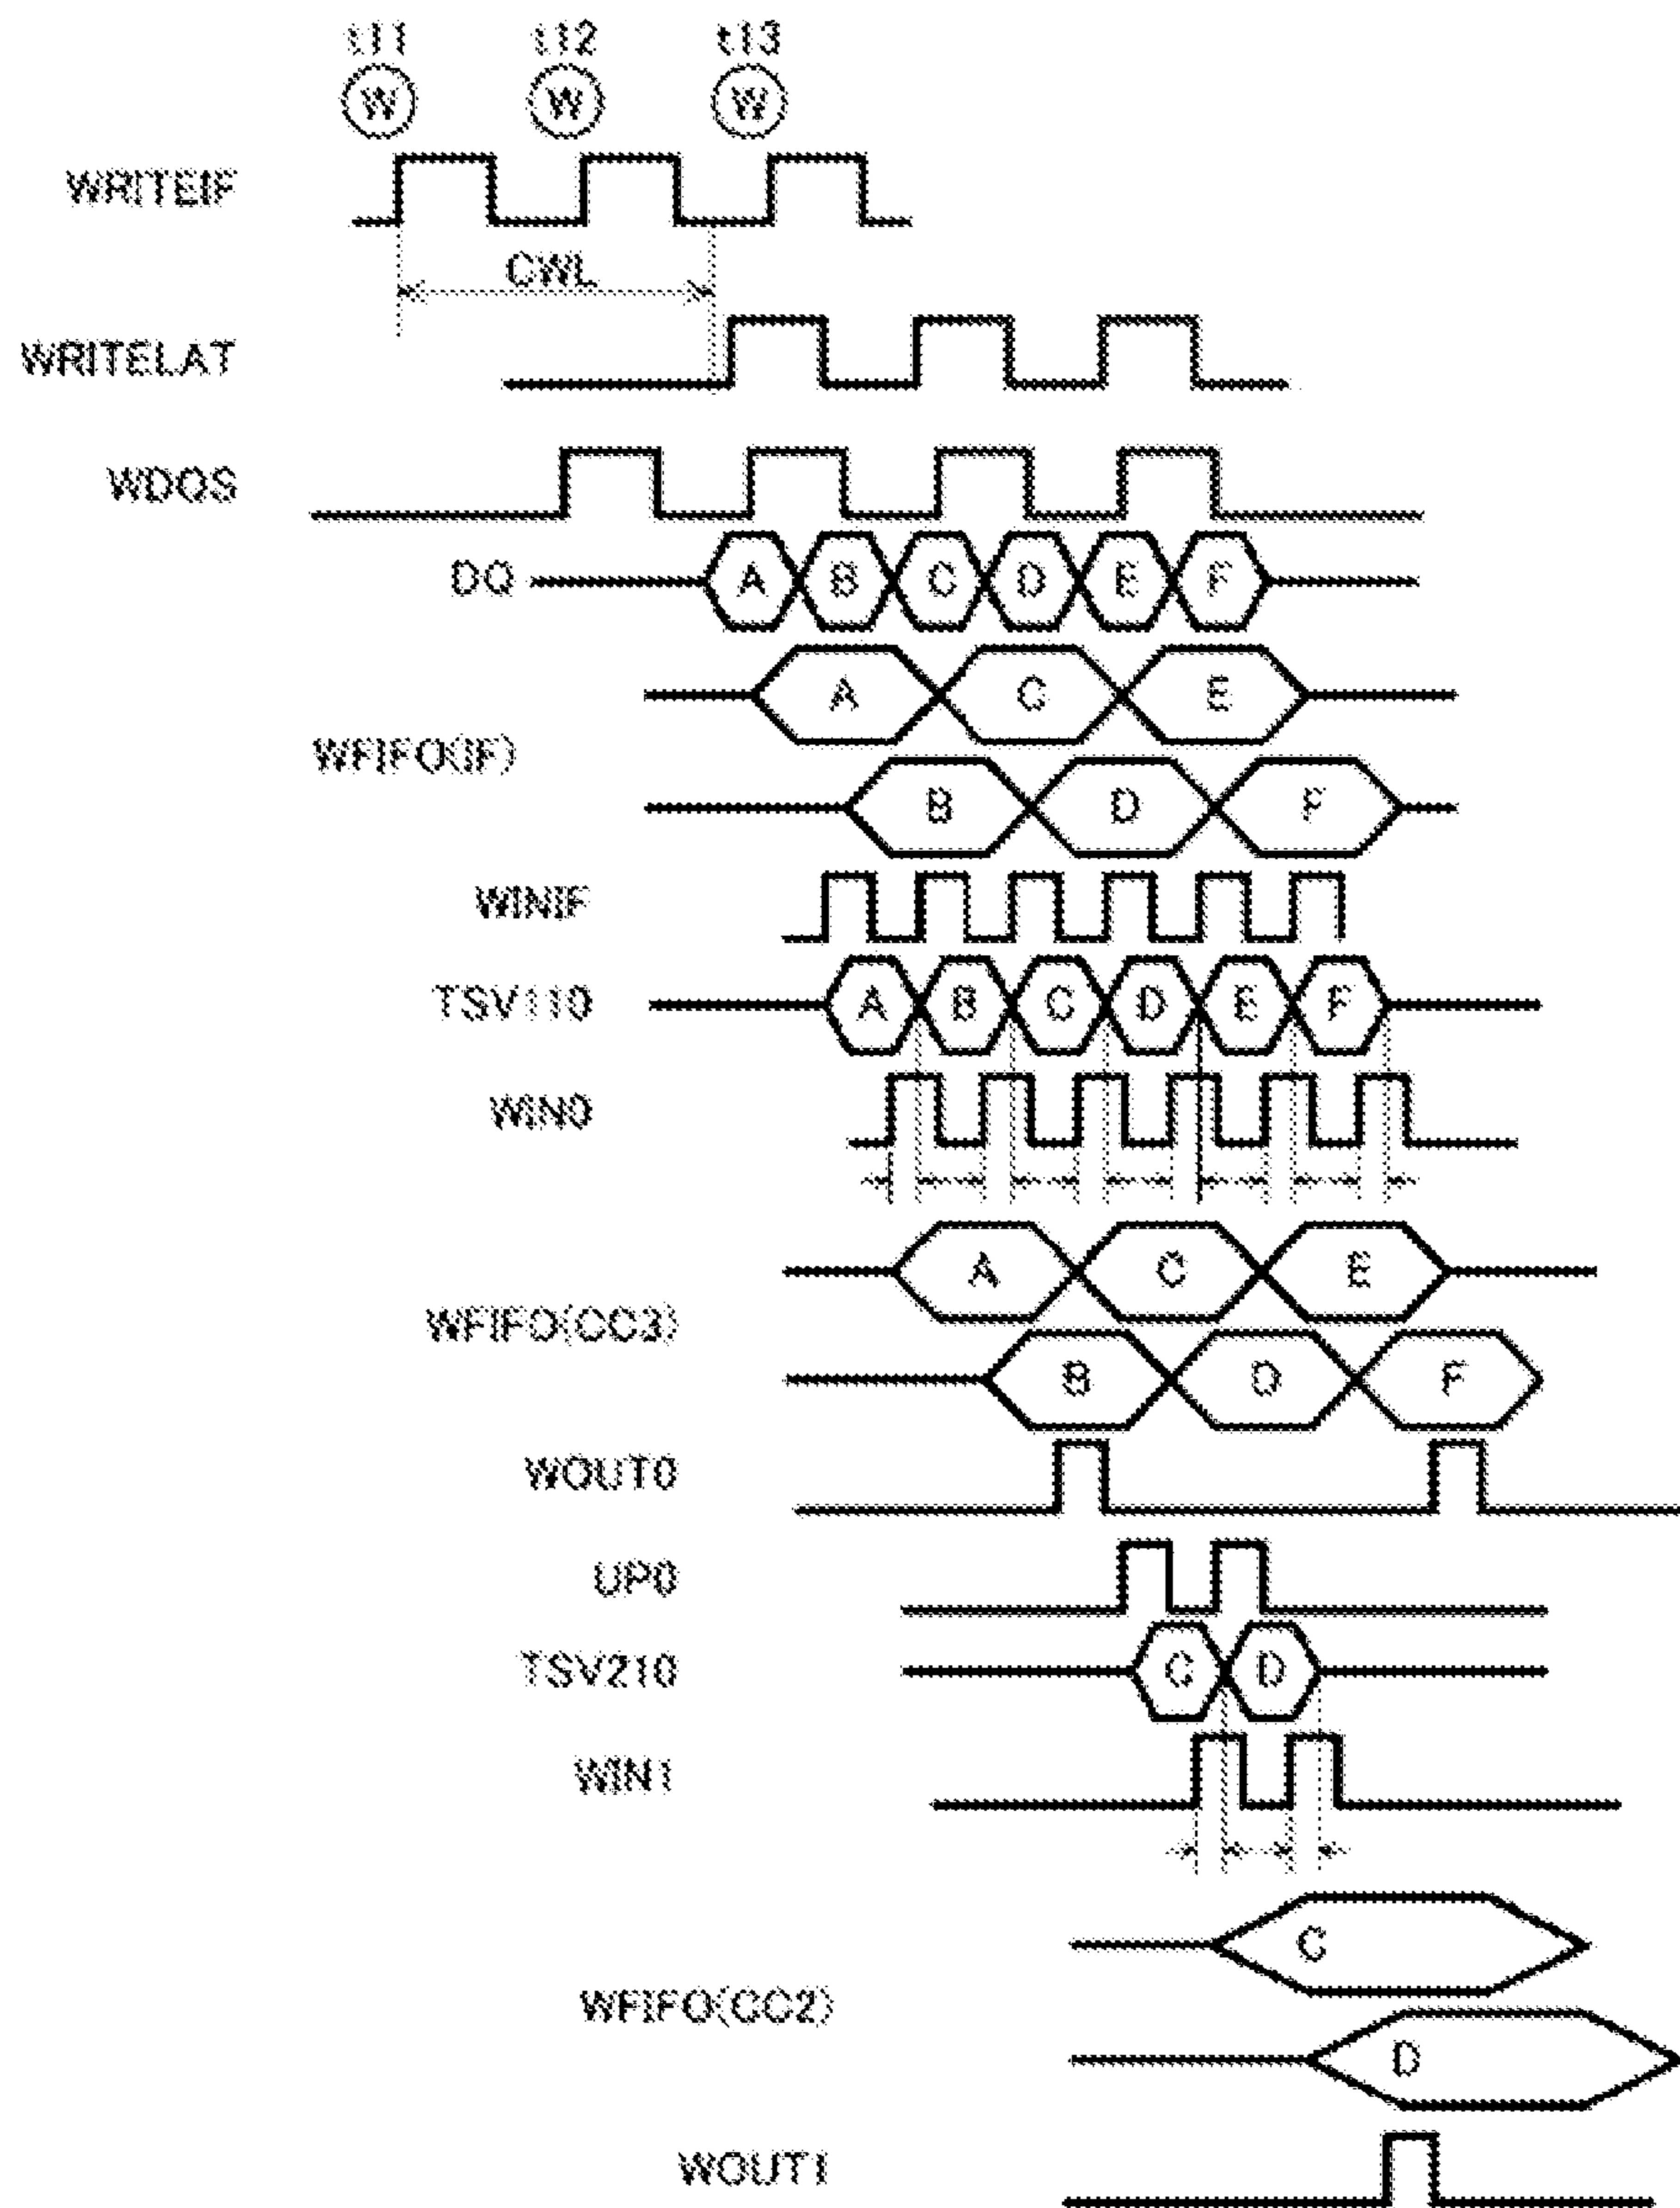 t11 t12 t13
W W W
WRITEIF
CWL
WRITELAT
WDQS
DQ A B C D E F
A C E
WFIFO(IF)
B D F
WINIF
TSV110 A B C D E F
WIN0
A C E
WFIFO(CC3)
B D F
WOUT0
UP0
TSV210 C D
WIN1
C
WFIFO(CC2)
D
WOUT1